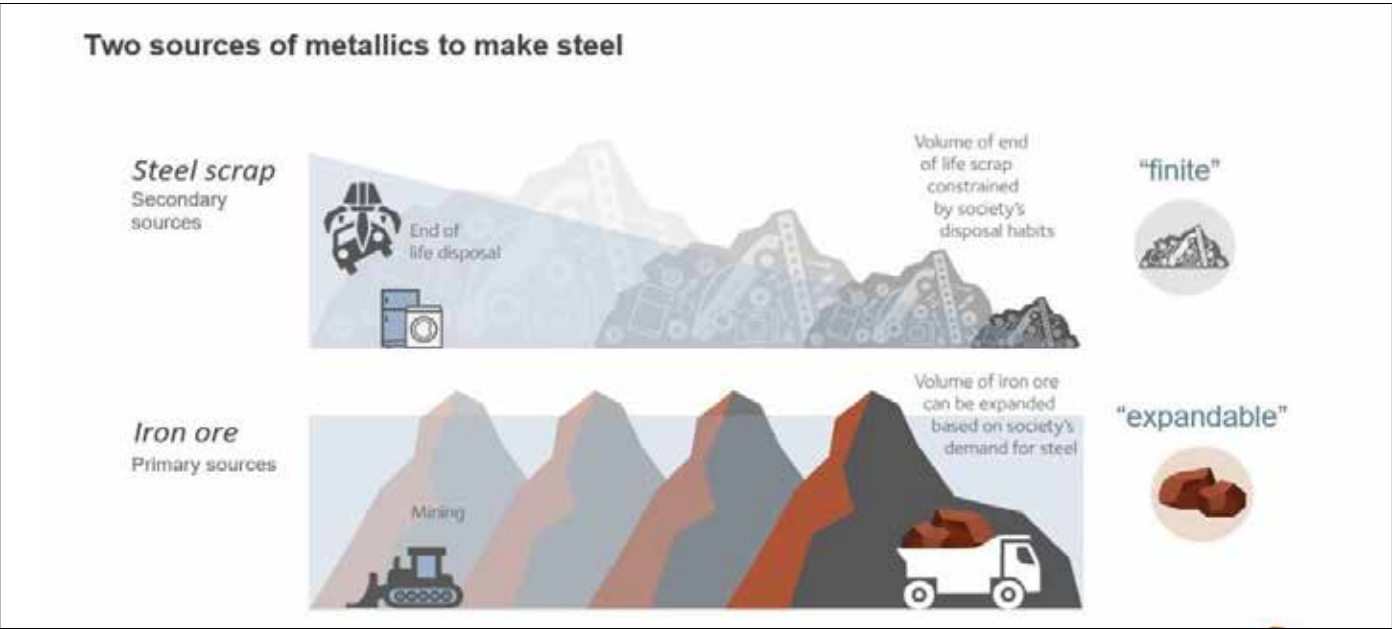 Two sources of metallics to make steel
Steel scrap
Secondary
sources
End of
life disposal
Volume of end
of life scrap
constrained
by society's
disposal habits
“finite”
Iron ore
Primary sources
Mining
Volume of iron ore
can be expanded
based on society's
demand for steel
“expandable”